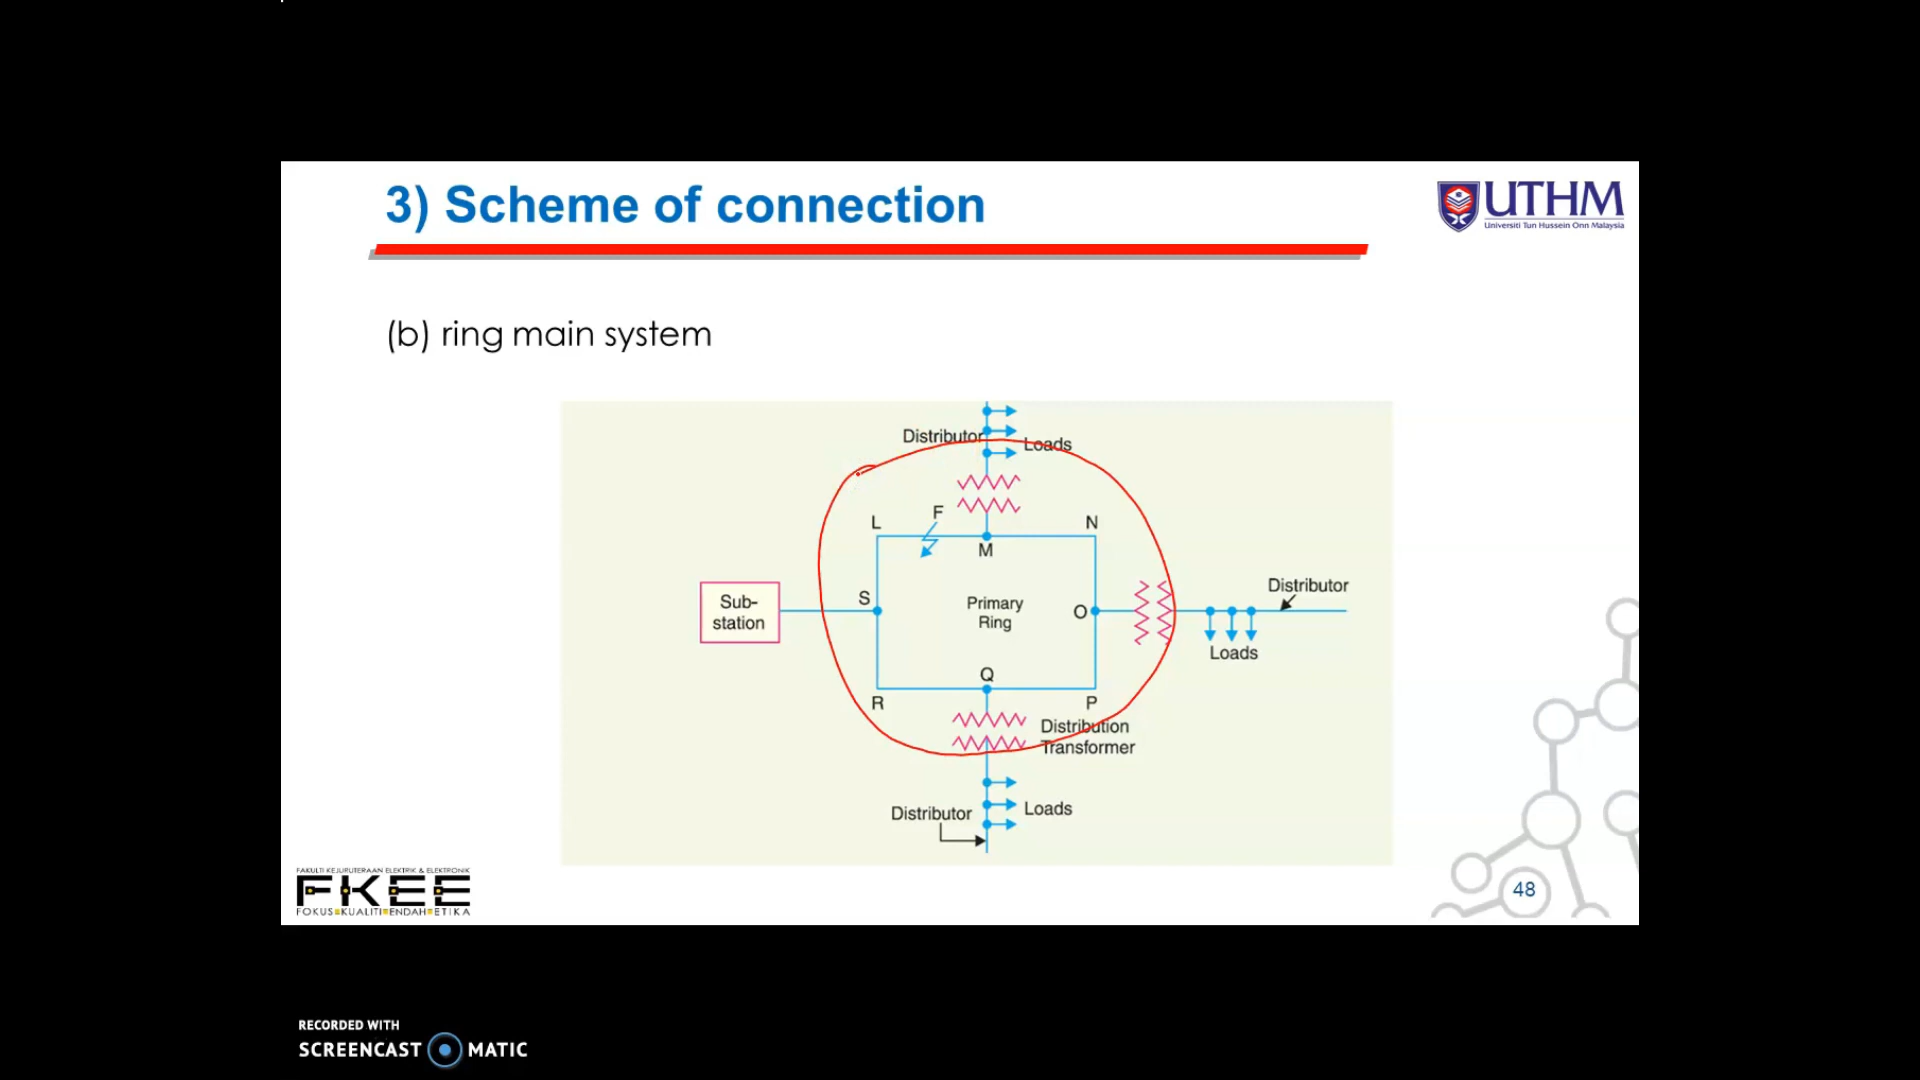 3) Scheme of connection
UTHM
Universiti Tun Hussein Onn Malaysia
(b) ring main system
Distributor
Loads
F
L
N
M
Sub-
station
S
Primary
Ring
O
Distributor
Loads
Q
R
P
Distribution
Transformer
Distributor
Loads
FAKULTI KEJURUTERAAN ELEKTRIK & ELEKTRONIK
FKEE
FOKUS KUALITI ENDAH ETIKA
48
RECORDED WITH
SCREENCAST MATIC